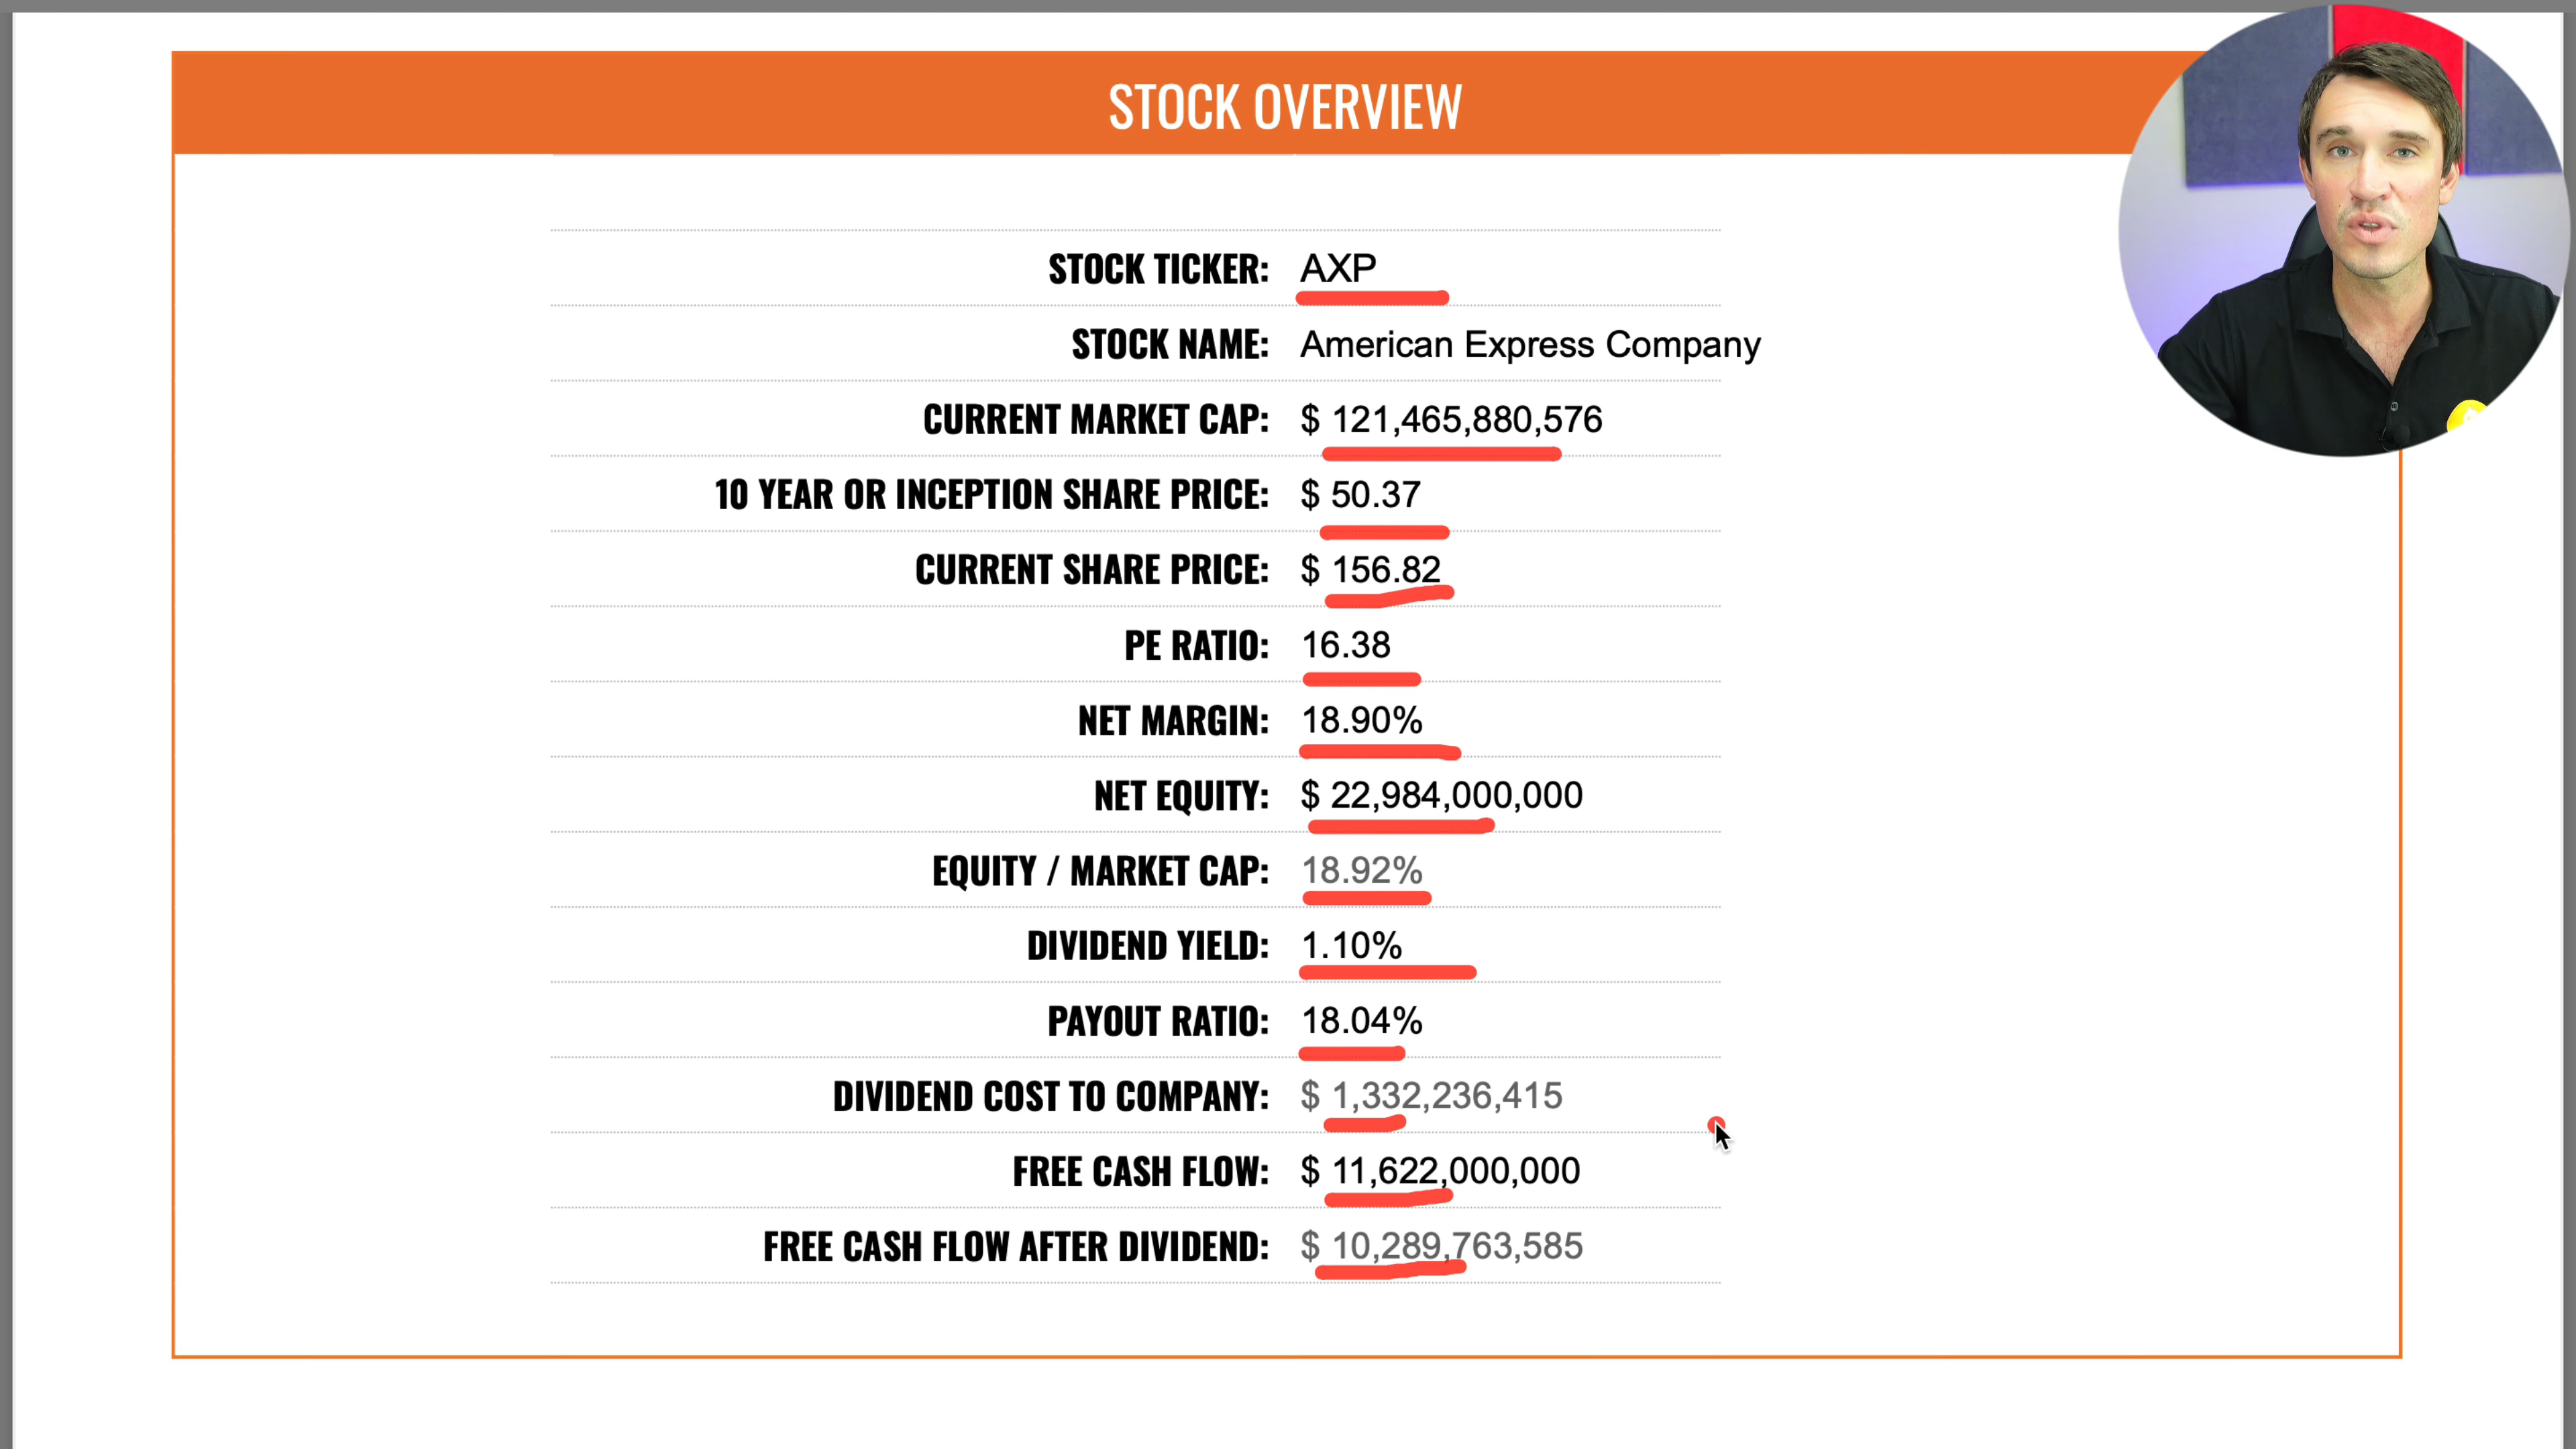 STOCK OVERVIEW
STOCK TICKER: AXP
STOCK NAME: American Express Company
CURRENT MARKET CAP: $ 121,465,880,576
10 YEAR OR INCEPTION SHARE PRICE: $ 50.37
CURRENT SHARE PRICE: $ 156.82
PE RATIO: 16.38
NET MARGIN: 18.90%
NET EQUITY: $ 22,984,000,000
EQUITY / MARKET CAP: 18.92%
DIVIDEND YIELD: 1.10%
PAYOUT RATIO: 18.04%
DIVIDEND COST TO COMPANY: $ 1,332,236,415
FREE CASH FLOW: $ 11,622,000,000
FREE CASH FLOW AFTER DIVIDEND: $ 10,289,763,585